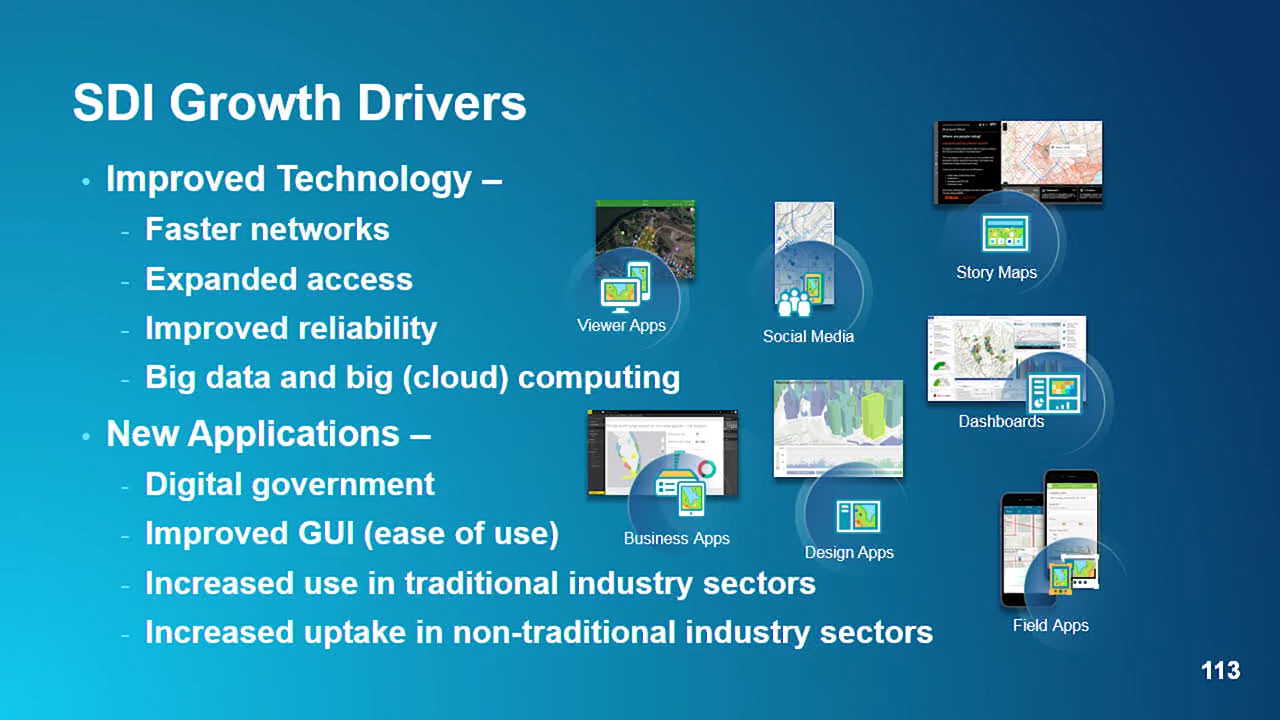 SDI Growth Drivers
• Improved Technology –
- Faster networks
- Expanded access
- Improved reliability
- Big data and big (cloud) computing
• New Applications –
- Digital government
- Improved GUI (ease of use)
- Increased use in traditional industry sectors
- Increased uptake in non-traditional industry sectors
Viewer Apps
Social Media
Story Maps
Dashboards
Business Apps
Design Apps
Field Apps
113